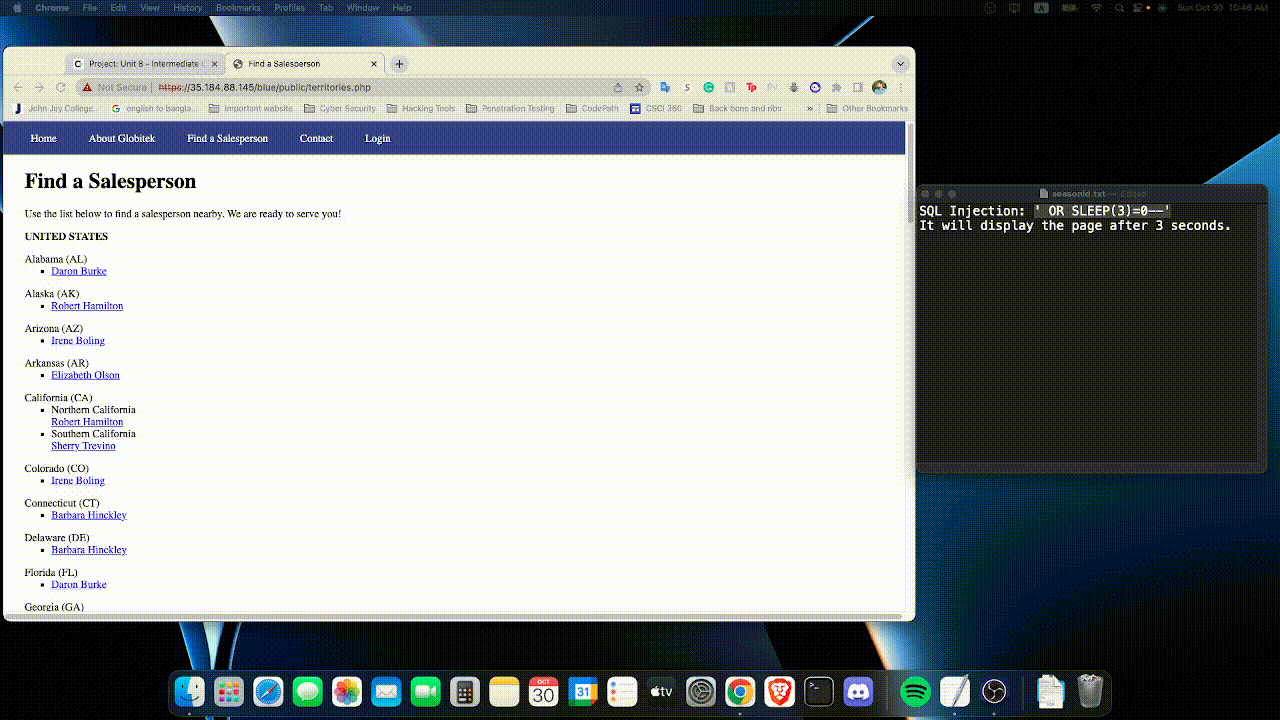 Chrome File Edit View History Bookmarks Profiles Tab Window Help
Sun Oct 30 10:46 AM
Project: Unit 8 - Intermediate
Find a Salesperson
Not Secure
https://35.184.88.145/blue/public/territories.php
John Jay College...
english to bangla...
Important website
Cyber Security
Hacking Tools
Penetration Testing
CodePath
CSCI 360
Back bone and ribs
»
Other Bookmarks
Home
About Globitek
Find a Salesperson
Contact
Login
Find a Salesperson
Use the list below to find a salesperson nearby. We are ready to serve you!
UNITED STATES
Alabama (AL)
Daron Burke
Alaska (AK)
Robert Hamilton
Arizona (AZ)
Irene Boling
Arkansas (AR)
Elizabeth Olson
California (CA)
Northern California
Robert Hamilton
Southern California
Sherry Trevino
Colorado (CO)
Irene Boling
Connecticut (CT)
Barbara Hinckley
Delaware (DE)
Barbara Hinckley
Florida (FL)
Daron Burke
Georgia (GA)
seasonid.txt — Edited
SQL Injection: ' OR SLEEP(3)=0--'
It will display the page after 3 seconds.
OCT
30
31
tv